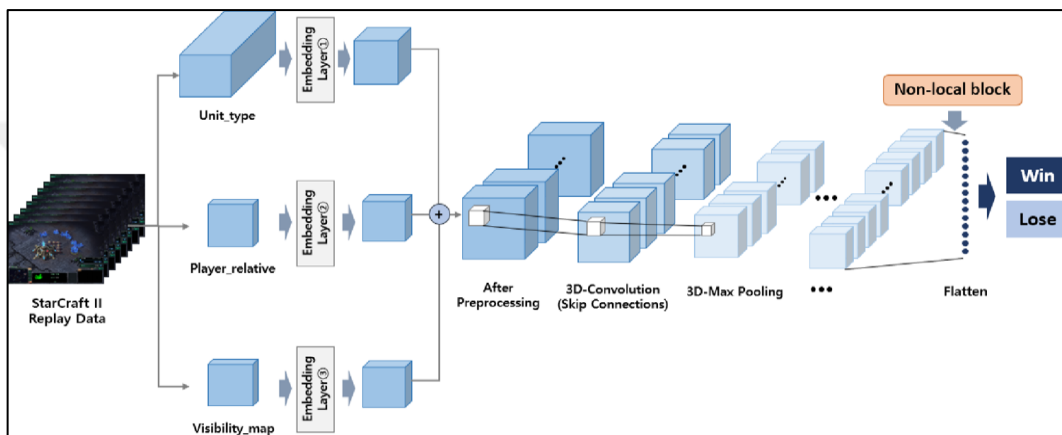 StarCraft II
Replay Data
Unit_type
Embedding
Layer①
Player_relative
Embedding
Layer②
Visibility_map
Embedding
Layer③
+
After
Preprocessing
3D-Convolution
(Skip Connections)
3D-Max Pooling
Non-local block
Flatten
Win
Lose